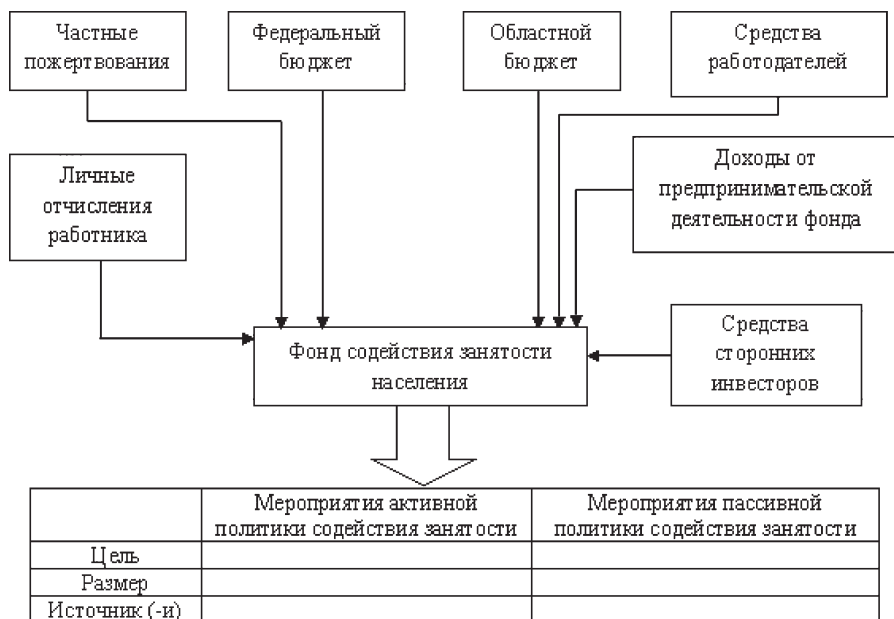 Частные
пожертвования
Федеральный
бюджет
Областной
бюджет
Средства
работодателей
Личные
отчисления
работника
Доходы от
предпринимательской
деятельности фонда
Фонд содействия занятости
населения
Средства
сторонних
инвесторов
Мероприятия активной
политики содействия занятости
Мероприятия пассивной
политики содействия занятости
Цель
Размер
Источник (-и)